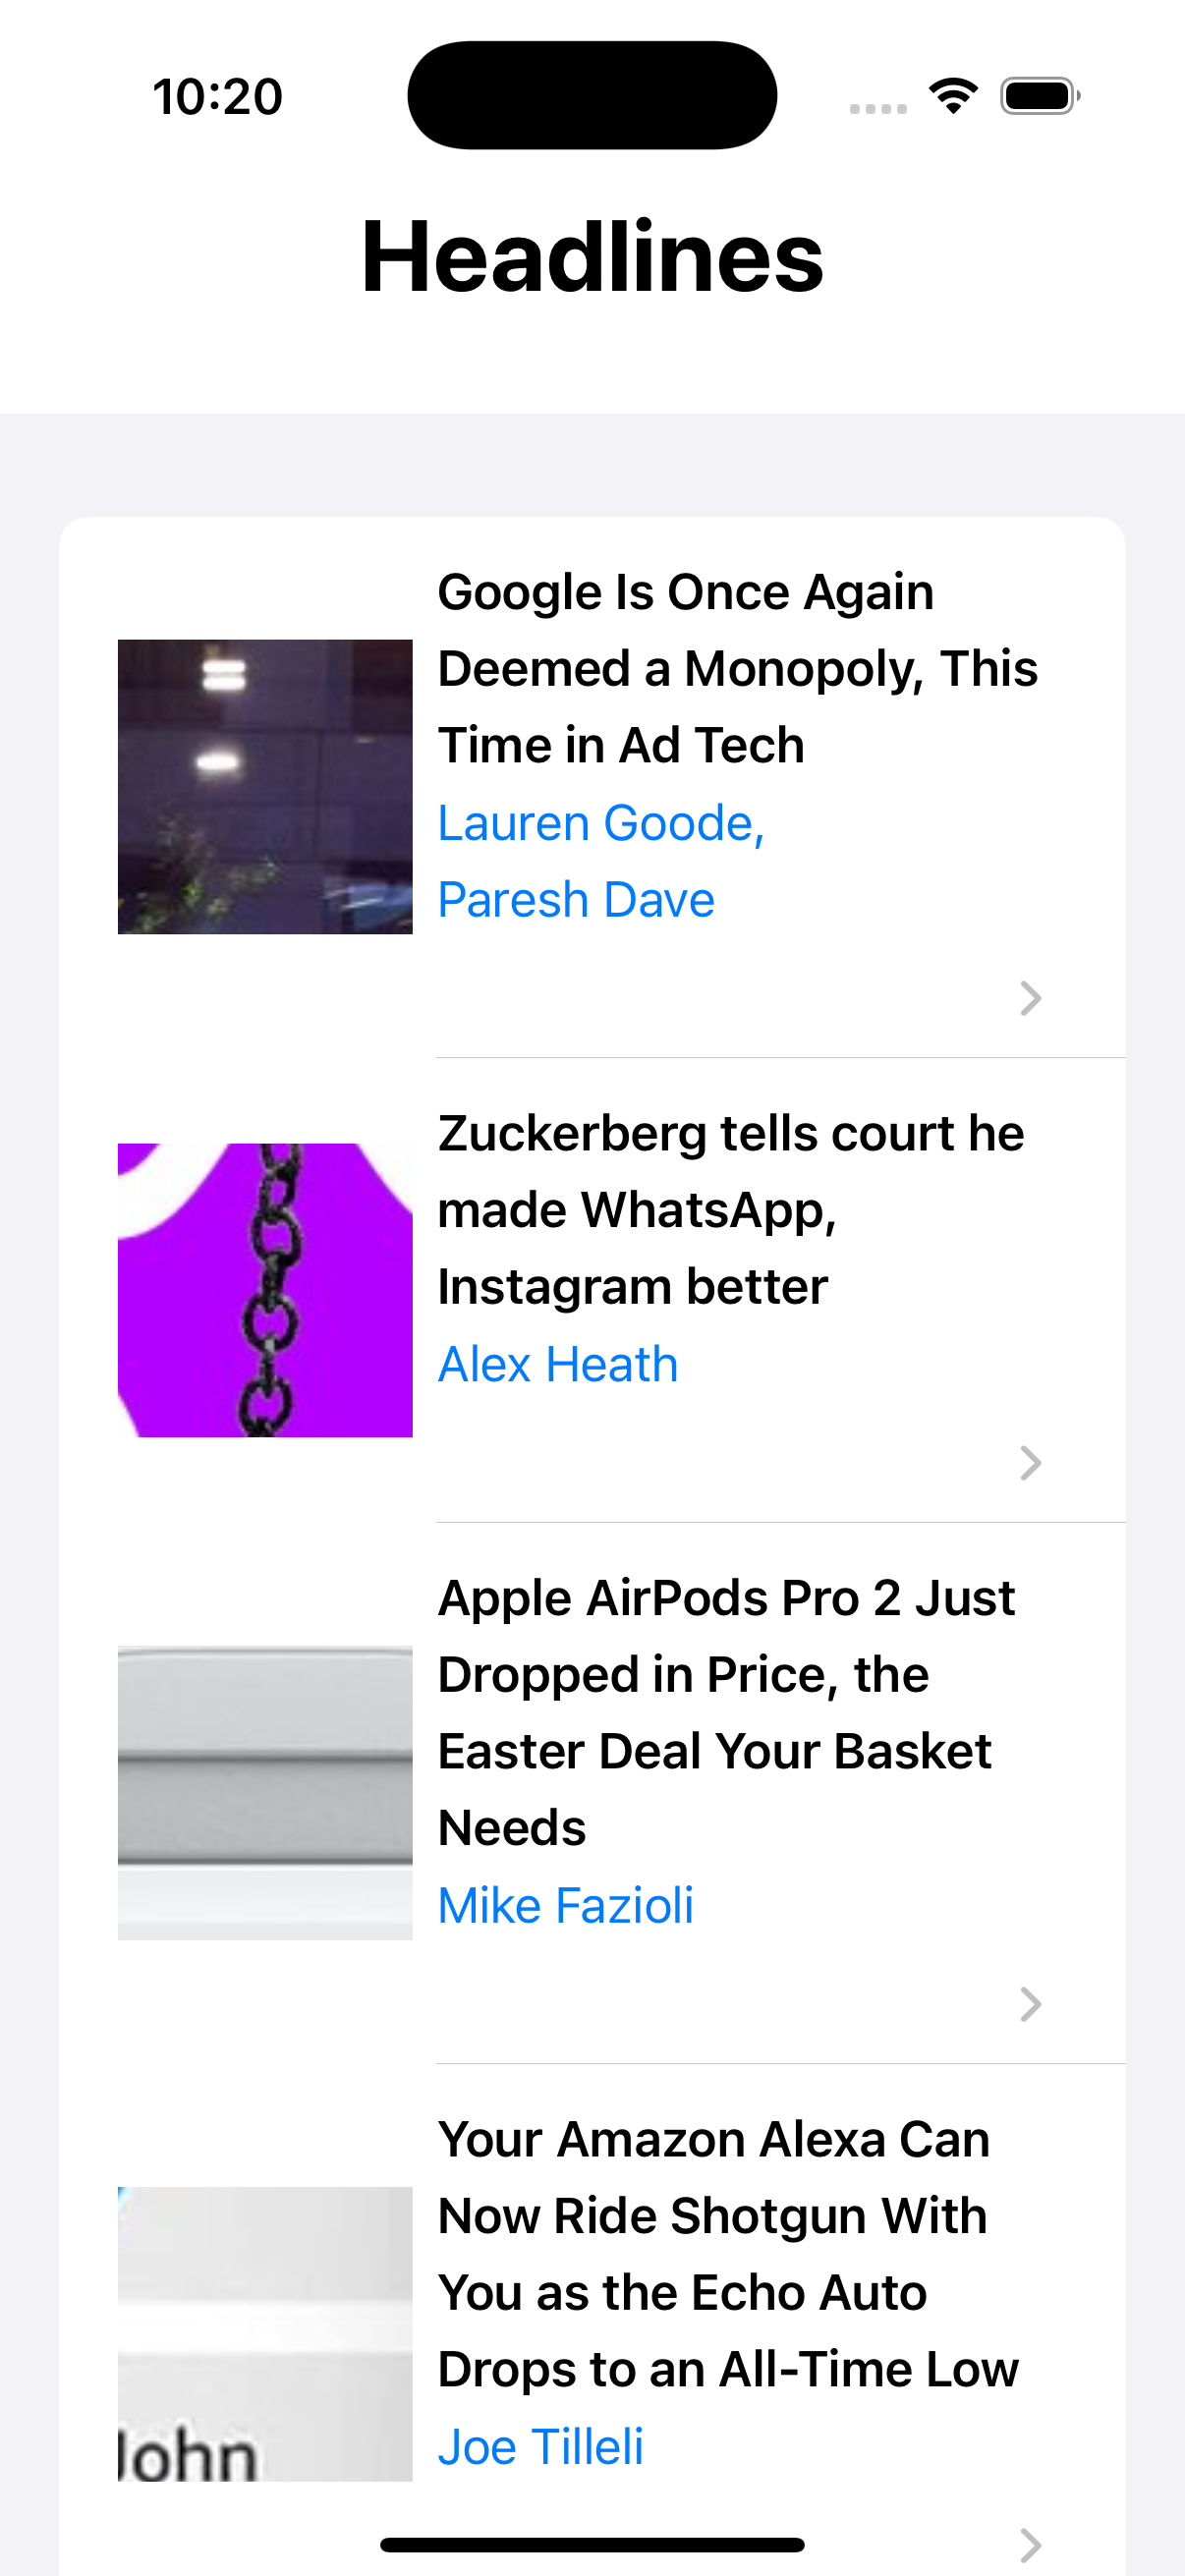 10:20
Headlines
Google Is Once Again
Deemed a Monopoly, This
Time in Ad Tech
Lauren Goode,
Paresh Dave
Zuckerberg tells court he
made WhatsApp,
Instagram better
Alex Heath
Apple AirPods Pro 2 Just
Dropped in Price, the
Easter Deal Your Basket
Needs
Mike Fazioli
Your Amazon Alexa Can
Now Ride Shotgun With
You as the Echo Auto
Drops to an All-Time Low
Joe Tilleli
John